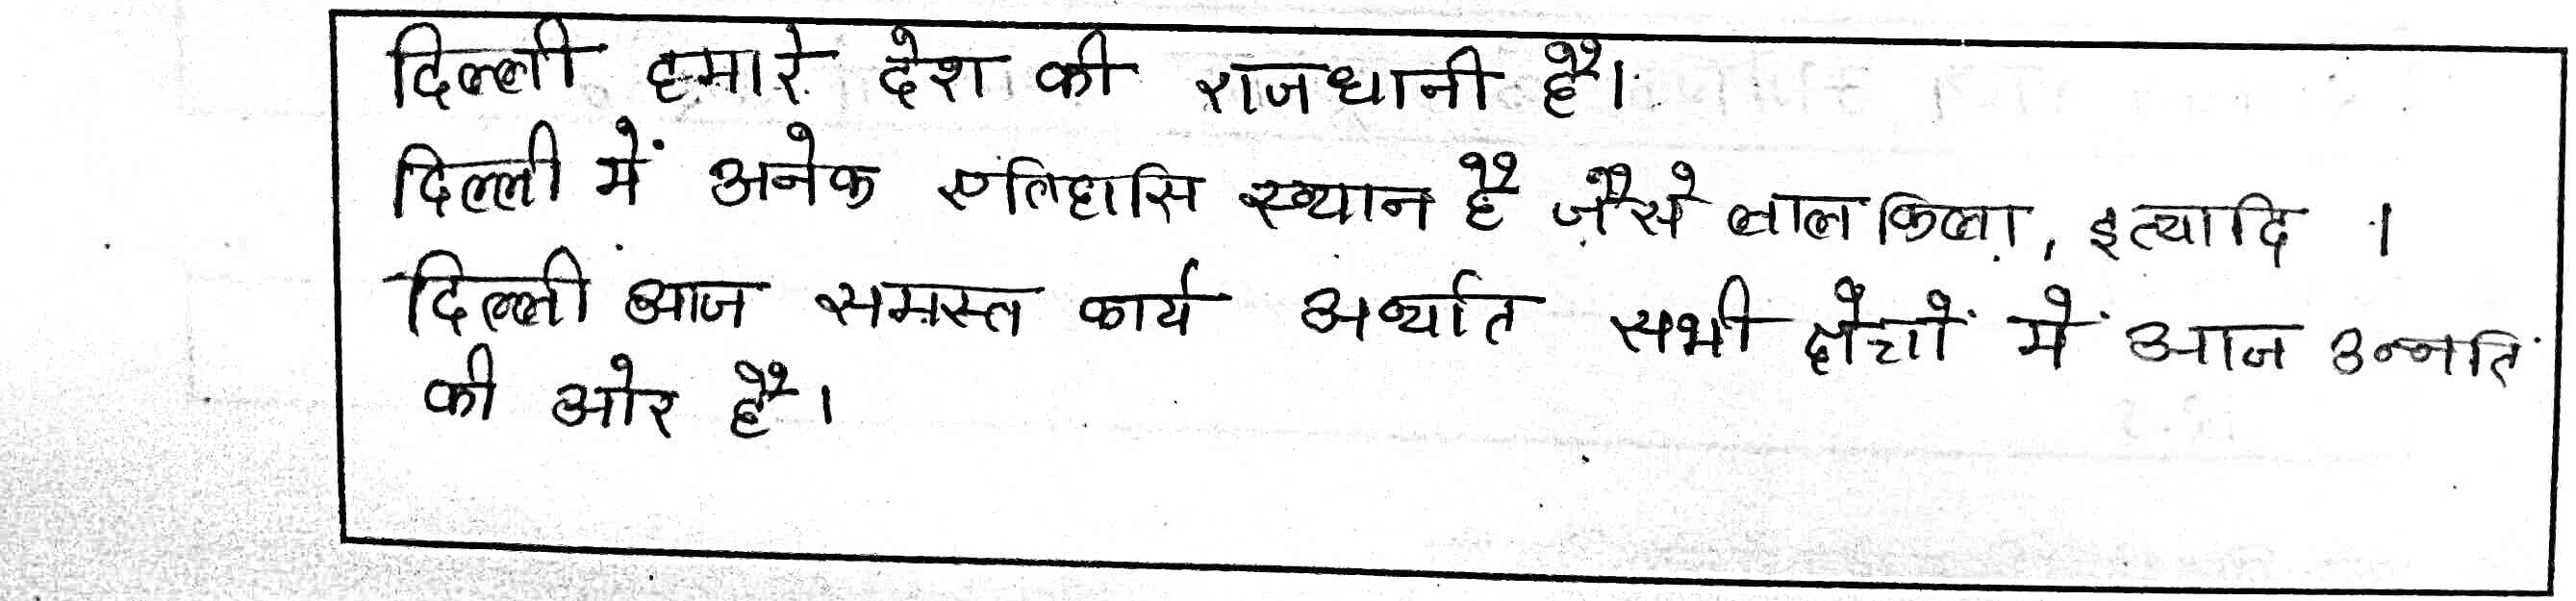 दिल्ली हमारे देश की राजधानी है।
दिल्ली में अनेक एतिहासि स्थान है जैसे लाल किला, इत्यादि ।
दिल्ली आज समस्त कार्य अर्थात सभी क्षेत्रों में आज उन्नति
की ओर है।